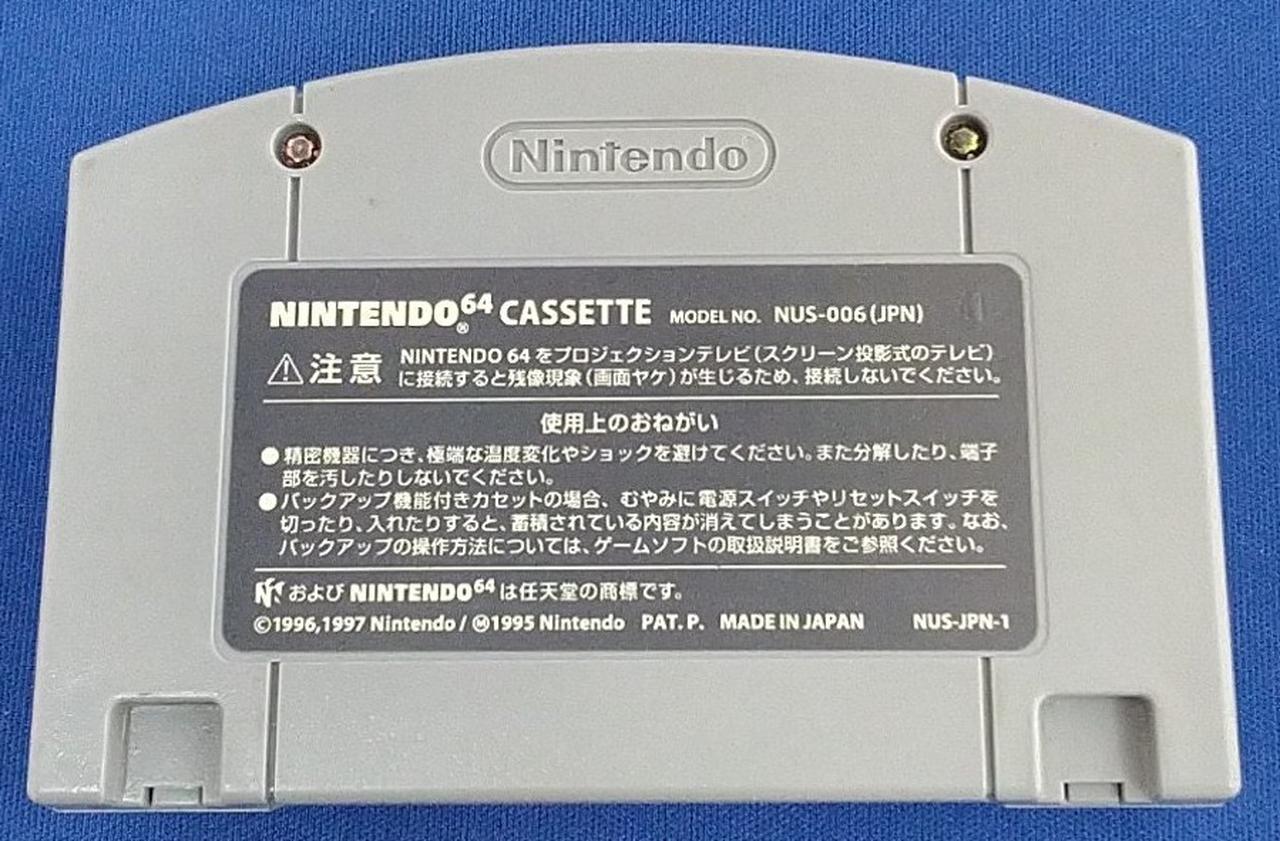 Nintendo
NINTENDO64® CASSETTE MODEL NO. NUS-006(JPN)
⚠注意 NINTENDO 64 をプロジェクションテレビ(スクリーン投影式のテレビ)
に接続すると残像現象(画面ヤケ)が生じるため、接続しないでください。
使用上のおねがい
●精密機器につき、極端な温度変化やショックを避けてください。また分解したり、端子
部を汚したりしないでください。
●バックアップ機能付きカセットの場合、むやみに電源スイッチやリセットスイッチを
切ったり、入れたりすると、蓄積されている内容が消えてしまうことがあります。なお、
バックアップの操作方法については、ゲームソフトの取扱説明書をご参照ください。
および NINTENDO64 は任天堂の商標です。
©1996,1997 Nintendo / Ⓜ1995 Nintendo PAT. P. MADE IN JAPAN NUS-JPN-1